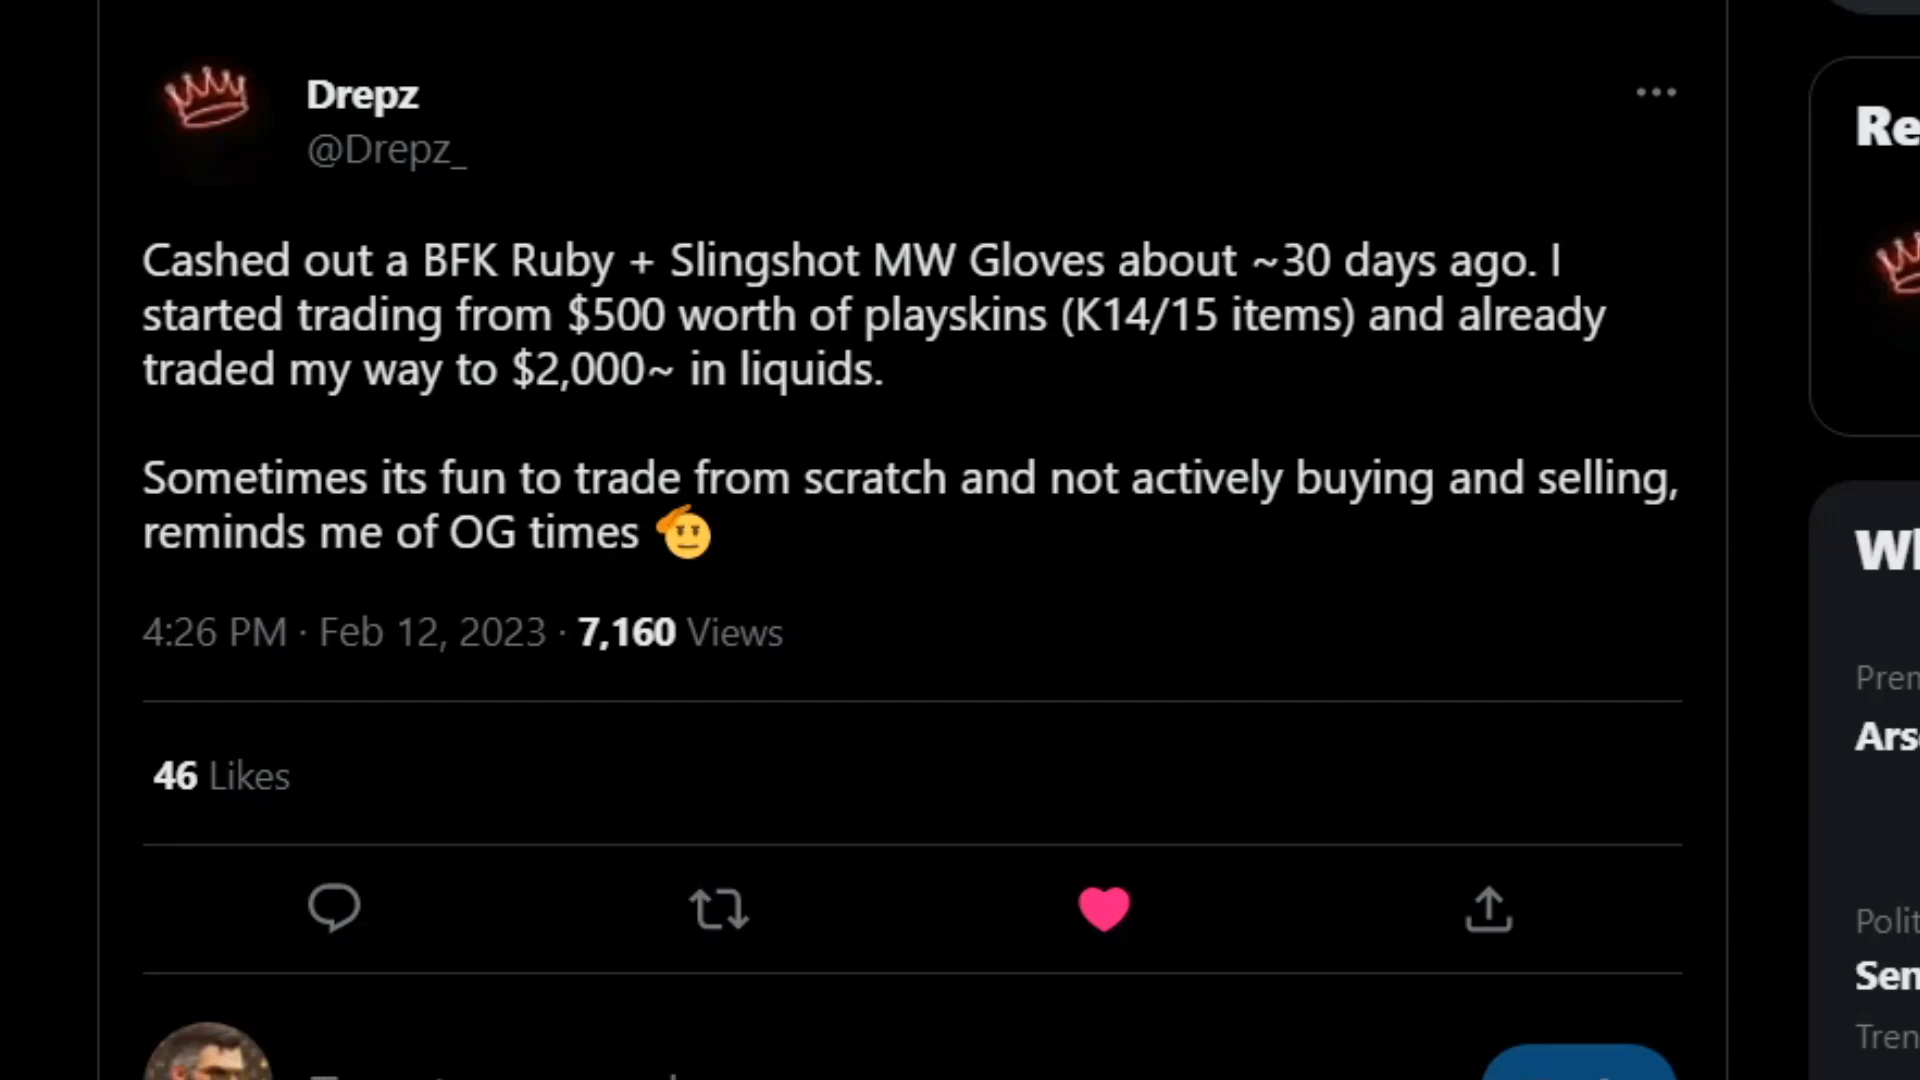 Drepz
@Drepz_
Cashed out a BFK Ruby + Slingshot MW Gloves about ~30 days ago. I
started trading from $500 worth of playskins (K14/15 items) and already
traded my way to $2,000~ in liquids.
Sometimes its fun to trade from scratch and not actively buying and selling,
reminds me of OG times 🫡
4:26 PM · Feb 12, 2023 · 7,160 Views
46 Likes